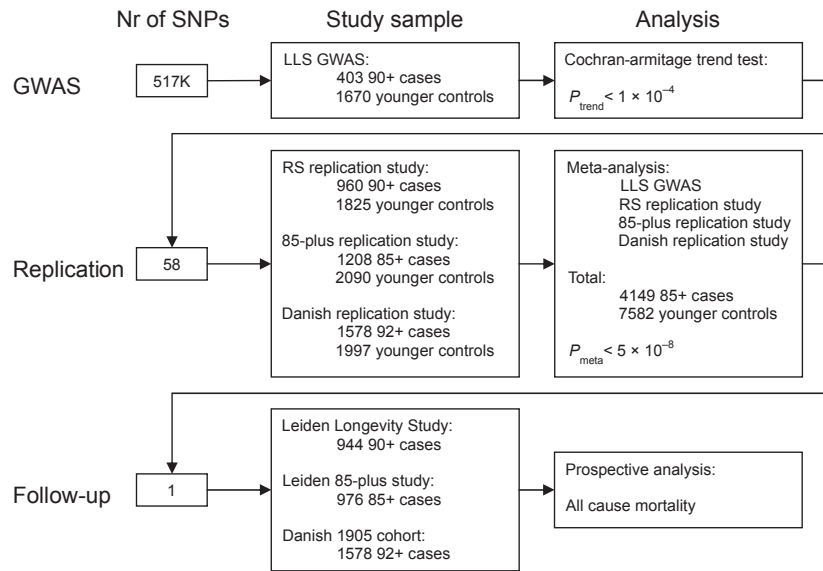 Nr of SNPs
Study sample
Analysis
GWAS
517K
LLS GWAS:
403 90+ cases
1670 younger controls
Cochran-armitage trend test:
P trend < 1 × 10–4
Replication
58
RS replication study:
960 90+ cases
1825 younger controls
85-plus replication study:
1208 85+ cases
2090 younger controls
Danish replication study:
1578 92+ cases
1997 younger controls
Meta-analysis:
LLS GWAS
RS replication study
85-plus replication study
Danish replication study
Total:
4149 85+ cases
7582 younger controls
P meta < 5 × 10–8
Follow-up
1
Leiden Longevity Study:
944 90+ cases
Leiden 85-plus study:
976 85+ cases
Danish 1905 cohort:
1578 92+ cases
Prospective analysis:
All cause mortality